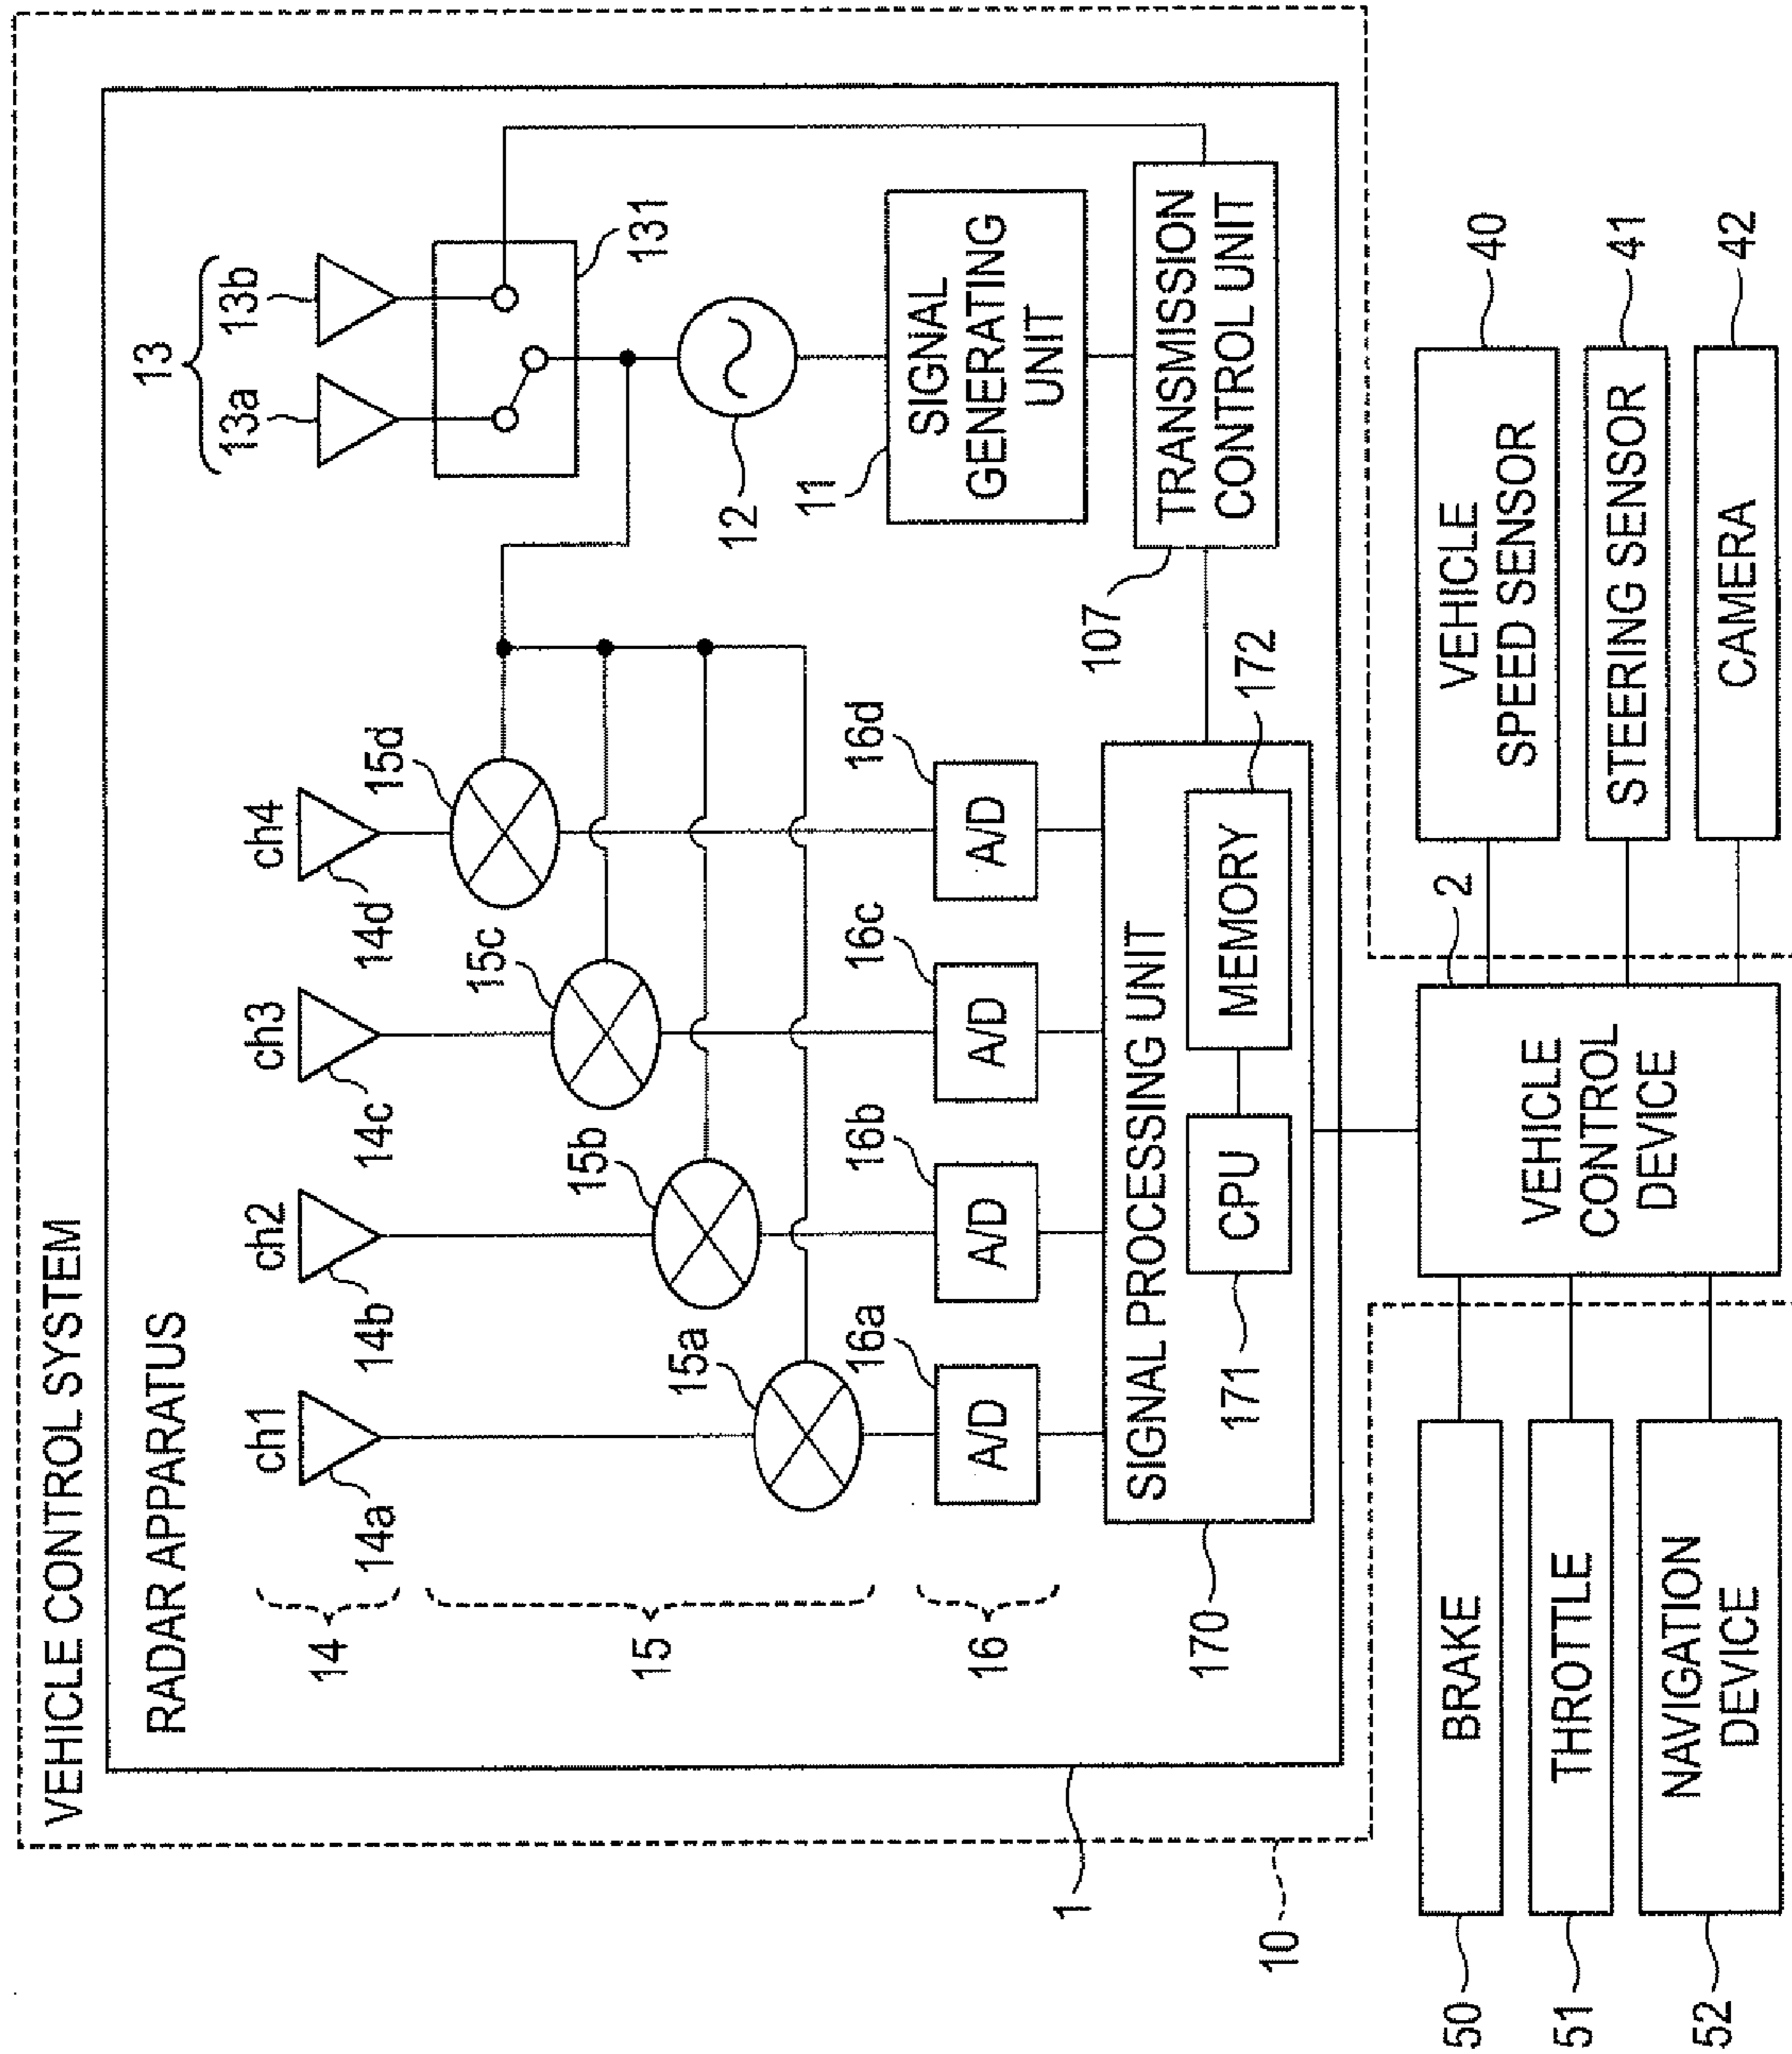 VEHICLE CONTROL SYSTEM
RADAR APPARATUS
ch1
ch2
ch3
ch4
13
13a
13b
14
14a
14b
14c
14d
131
15
15a
15b
15c
15d
12
16
16a
16b
16c
16d
A/D
A/D
A/D
A/D
11
SIGNAL
GENERATING
UNIT
107
TRANSMISSION
CONTROL UNIT
170
SIGNAL PROCESSING UNIT
171
CPU
MEMORY
172
1
10
2
VEHICLE
CONTROL
DEVICE
50
BRAKE
51
THROTTLE
52
NAVIGATION
DEVICE
VEHICLE
SPEED SENSOR
40
STEERING SENSOR
41
CAMERA
42